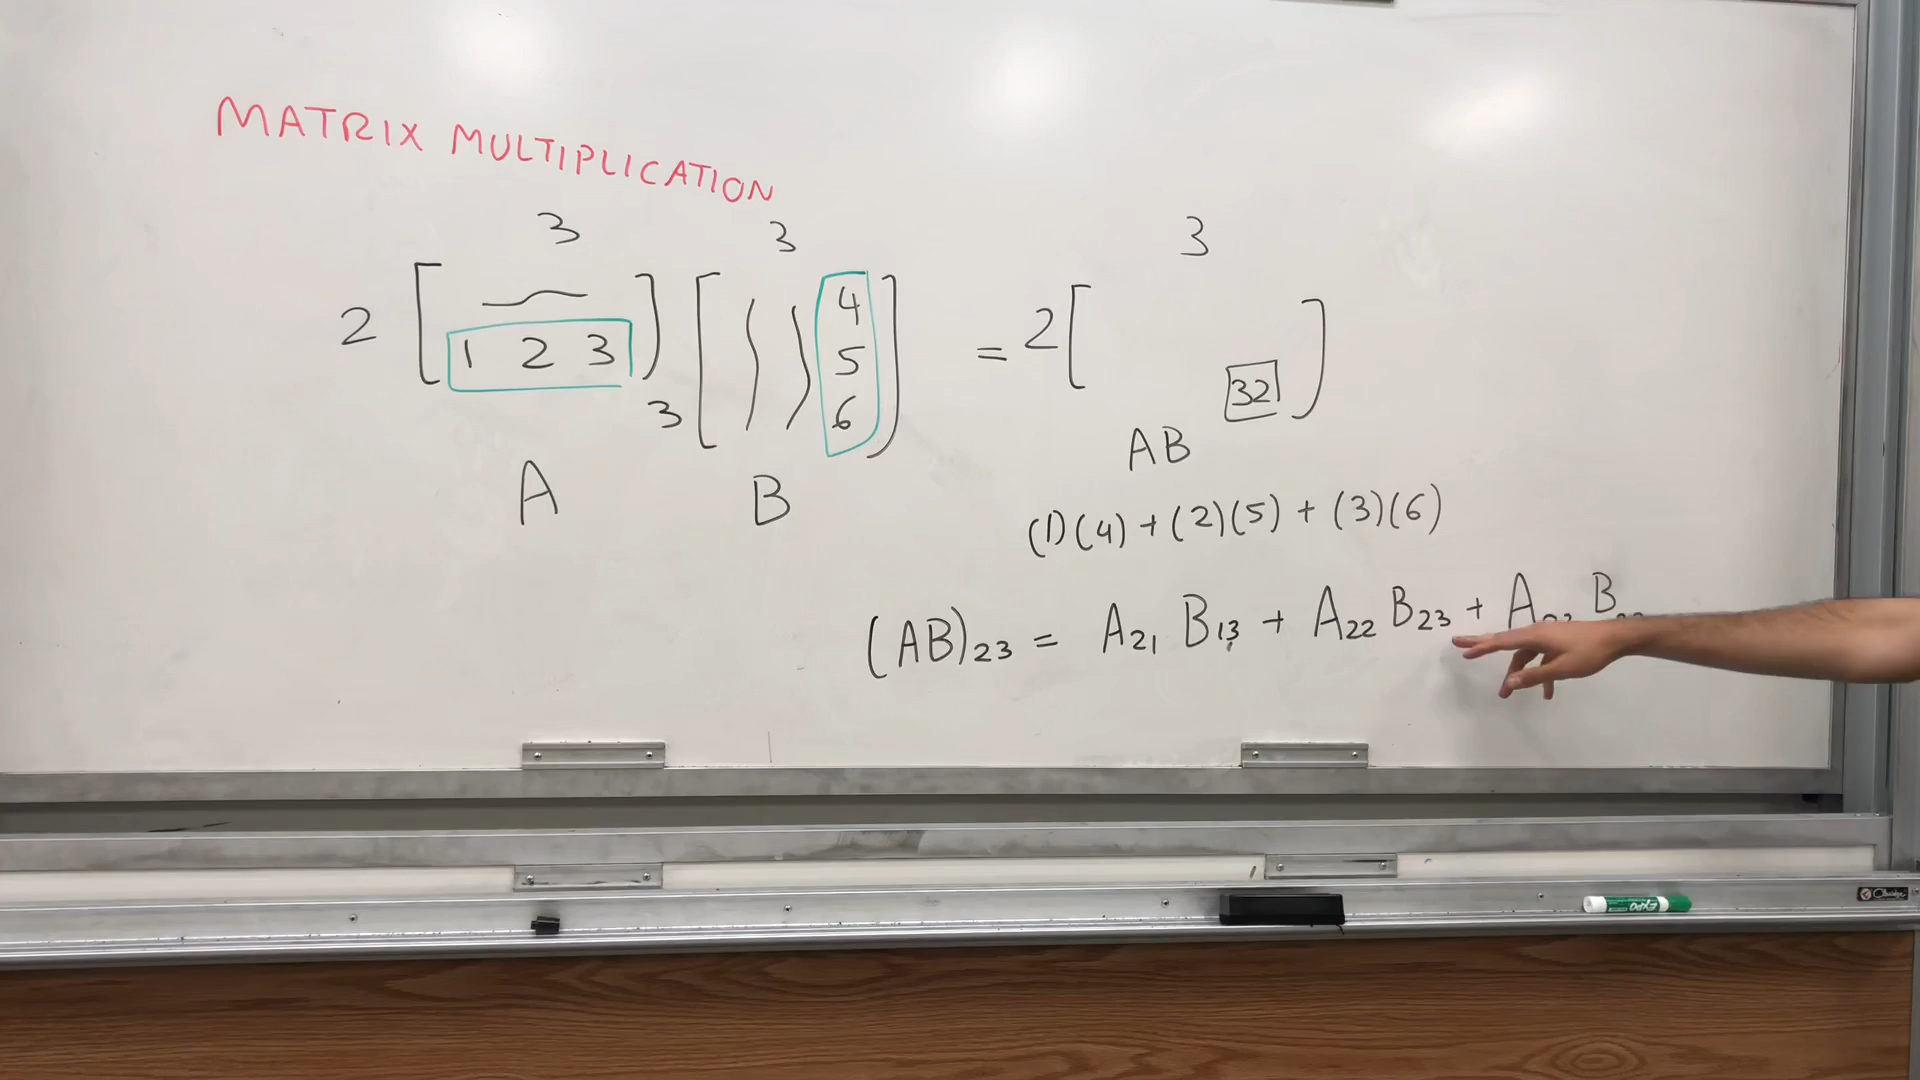 MATRIX MULTIPLICATION
3 3 3
2 [ 1 2 3 ] 3 [ 4 5 6 ] = 2 [ 32 ]
A B AB
(1)(4) + (2)(5) + (3)(6)
(AB)23 = A21 B13 + A22 B23 + A B
EXPO